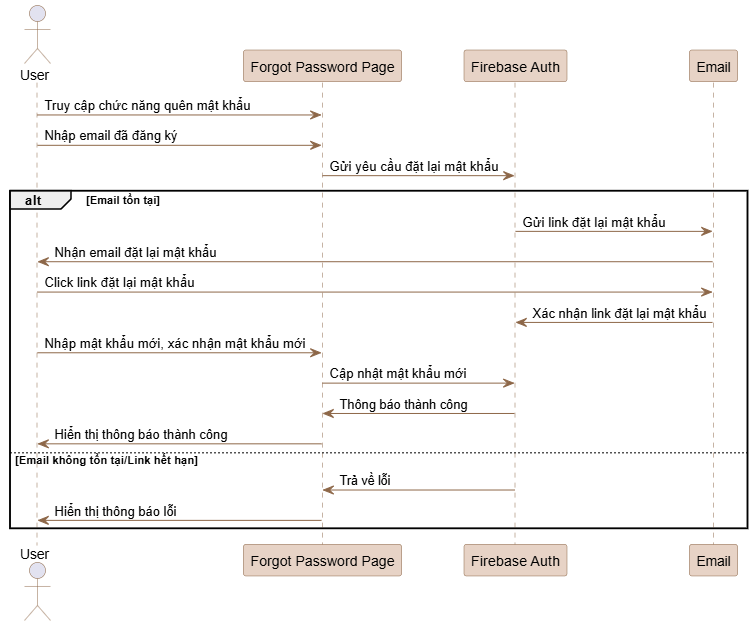 User
Forgot Password Page
Firebase Auth
Email
Truy cập chức năng quên mật khẩu
Nhập email đã đăng ký
Gửi yêu cầu đặt lại mật khẩu
alt
[Email tồn tại]
Gửi link đặt lại mật khẩu
Nhận email đặt lại mật khẩu
Click link đặt lại mật khẩu
Xác nhận link đặt lại mật khẩu
Nhập mật khẩu mới, xác nhận mật khẩu mới
Cập nhật mật khẩu mới
Thông báo thành công
Hiển thị thông báo thành công
[Email không tồn tại/Link hết hạn]
Trả về lỗi
Hiển thị thông báo lỗi
User
Forgot Password Page
Firebase Auth
Email